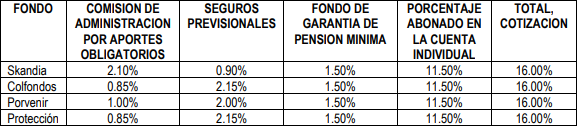 FONDO COMISION DE ADMINISTRACION POR APORTES OBLIGATORIOS SEGUROS PREVISIONALES FONDO DE GARANTIA DE PENSION MINIMA PORCENTAJE ABONADO EN LA CUENTA INDIVIDUAL TOTAL, COTIZACION
Skandia 2.10% 0.90% 1.50% 11.50% 16.00%
Colfondos 0.85% 2.15% 1.50% 11.50% 16.00%
Porvenir 1.00% 2.00% 1.50% 11.50% 16.00%
Protección 0.85% 2.15% 1.50% 11.50% 16.00%